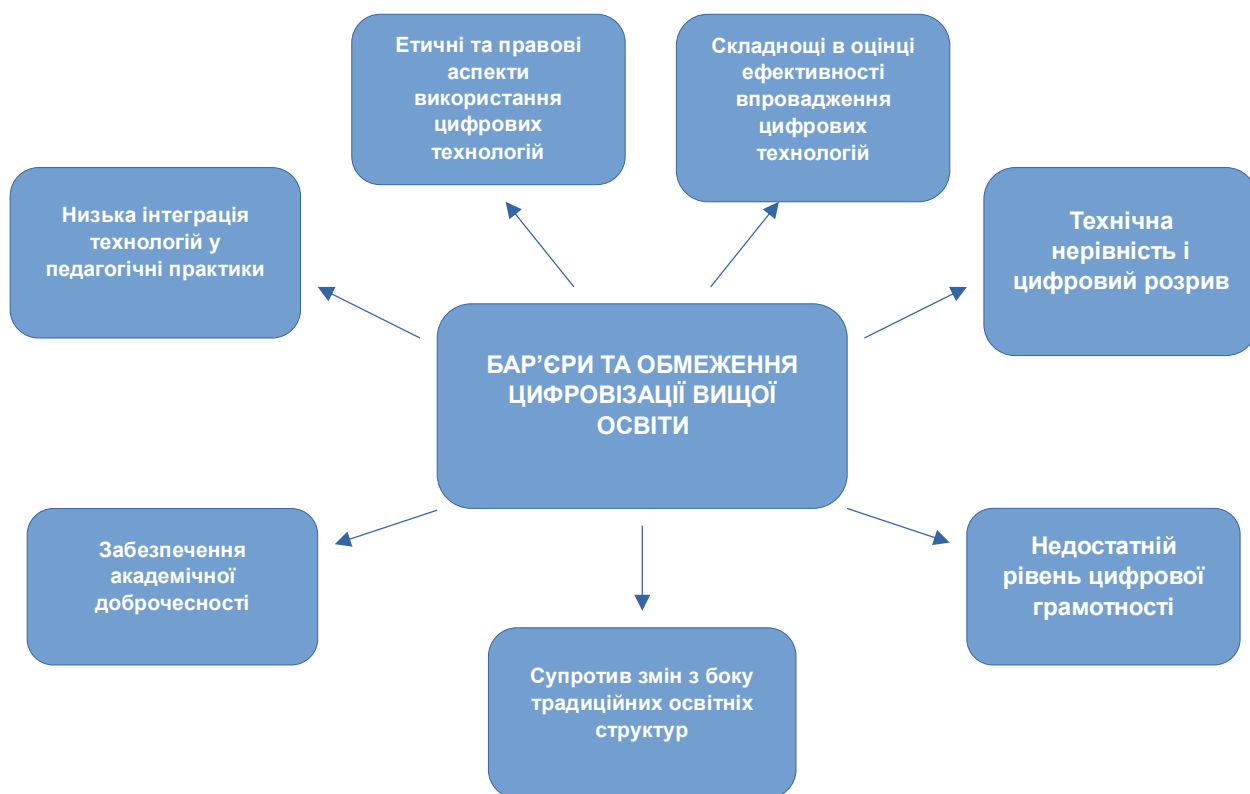 Етичні та правові
аспекти
використання
цифрових
технологій
Складнощі в оцінці
ефективності
впровадження
цифрових
технологій
Низька інтеграція
технологій у
педагогічні практики
Технічна
нерівність і
цифровий розрив
БАР’ЄРИ ТА ОБМЕЖЕННЯ
ЦИФРОВІЗАЦІЇ ВИЩОЇ
ОСВІТИ
Забезпечення
академічної
доброчесності
Недостатній
рівень цифрової
грамотності
Супротив змін з боку
традиційних освітніх
структур